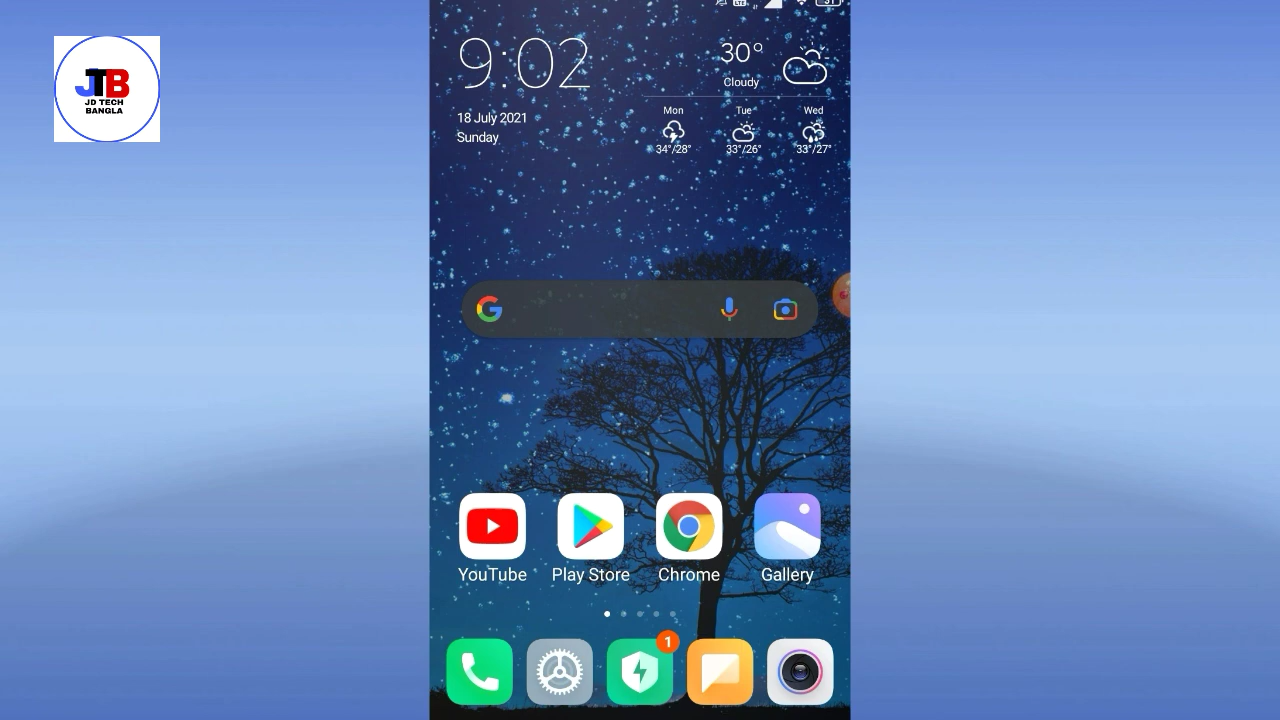 JTB
JD TECH
BANGLA
9:02
30°
Cloudy
18 July 2021
Sunday
Mon Tue Wed
34°/28° 33°/26° 33°/27°
YouTube Play Store Chrome Gallery
1